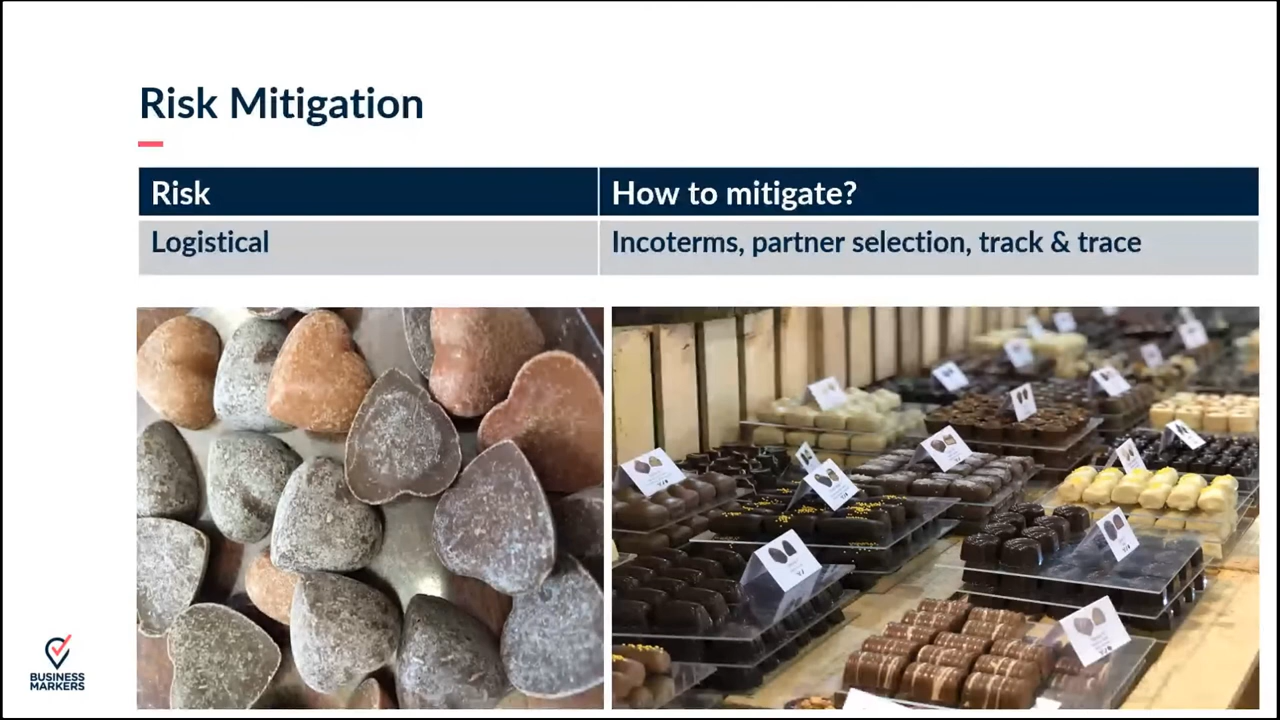 Risk Mitigation
Risk
How to mitigate?
Logistical
Incoterms, partner selection, track & trace
BUSINESS
MARKERS